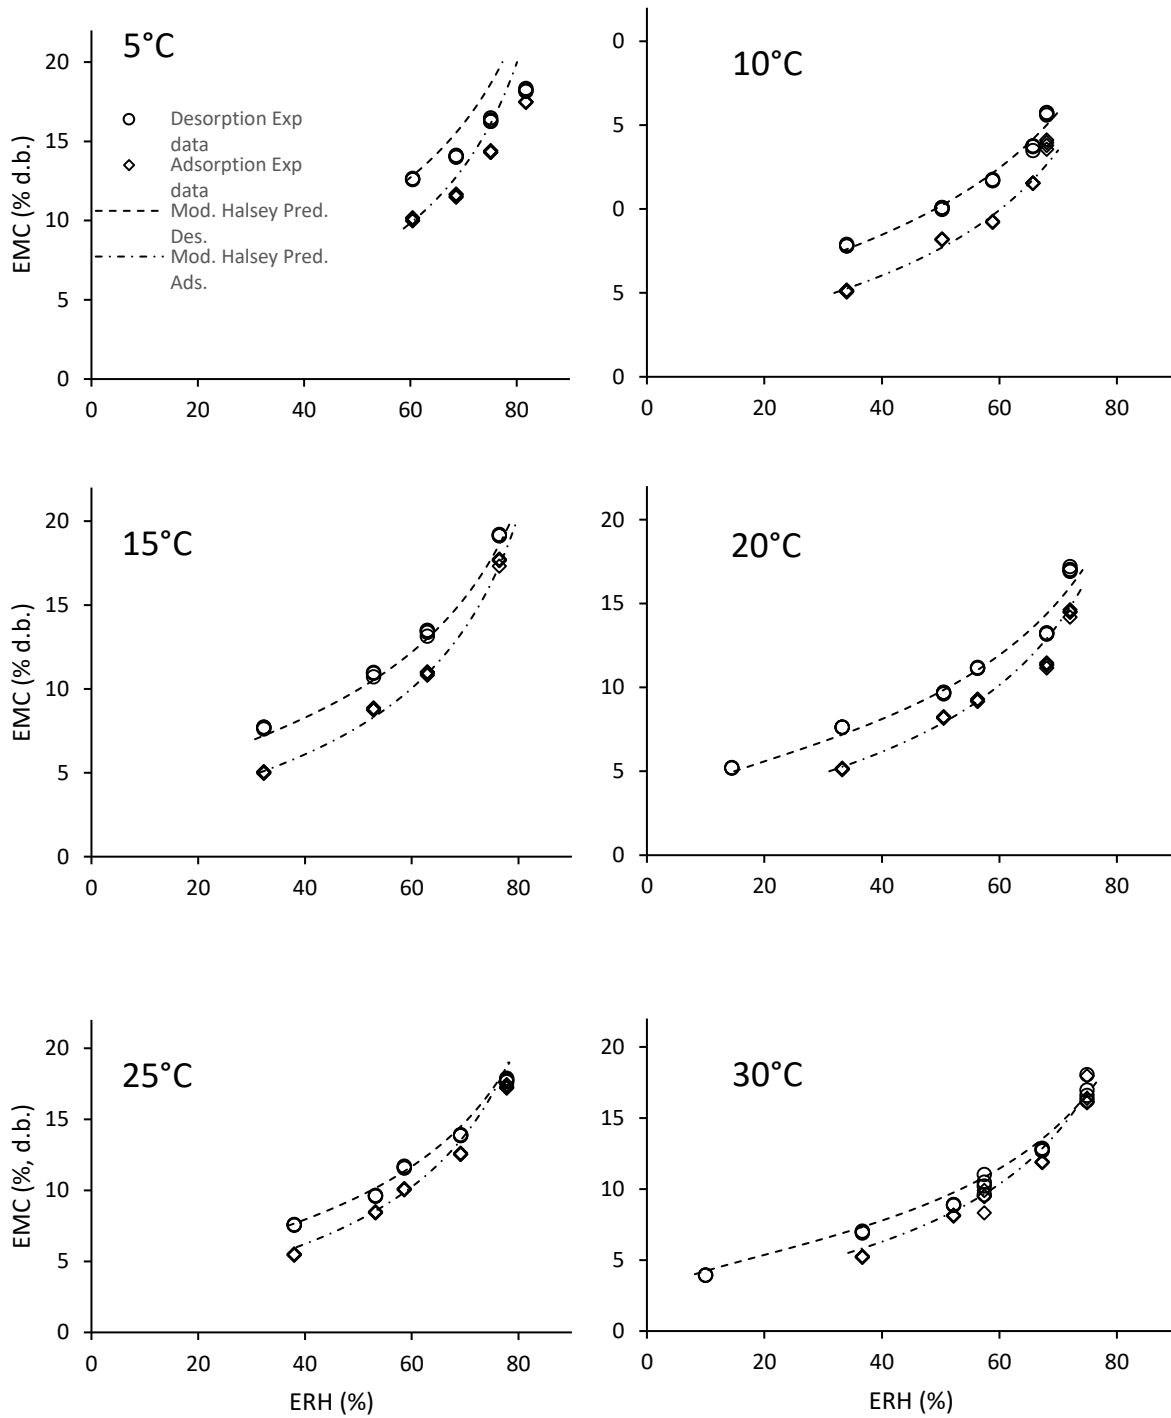 5°C
20
15
10
5
0
0 20 40 60 80
EMC (% d.b.)
Desorption Exp
data
Adsorption Exp
data
Mod. Halsey Pred.
Des.
Mod. Halsey Pred.
Ads.
10°C
0
5
0
5
0
0 20 40 60 80
15°C
20
15
10
5
0
0 20 40 60 80
EMC (% d.b.)
20°C
20
15
10
5
0
0 20 40 60 80
25°C
20
15
10
5
0
0 20 40 60 80
EMC (%, d.b.)
ERH (%)
30°C
20
15
10
5
0
0 20 40 60 80
ERH (%)